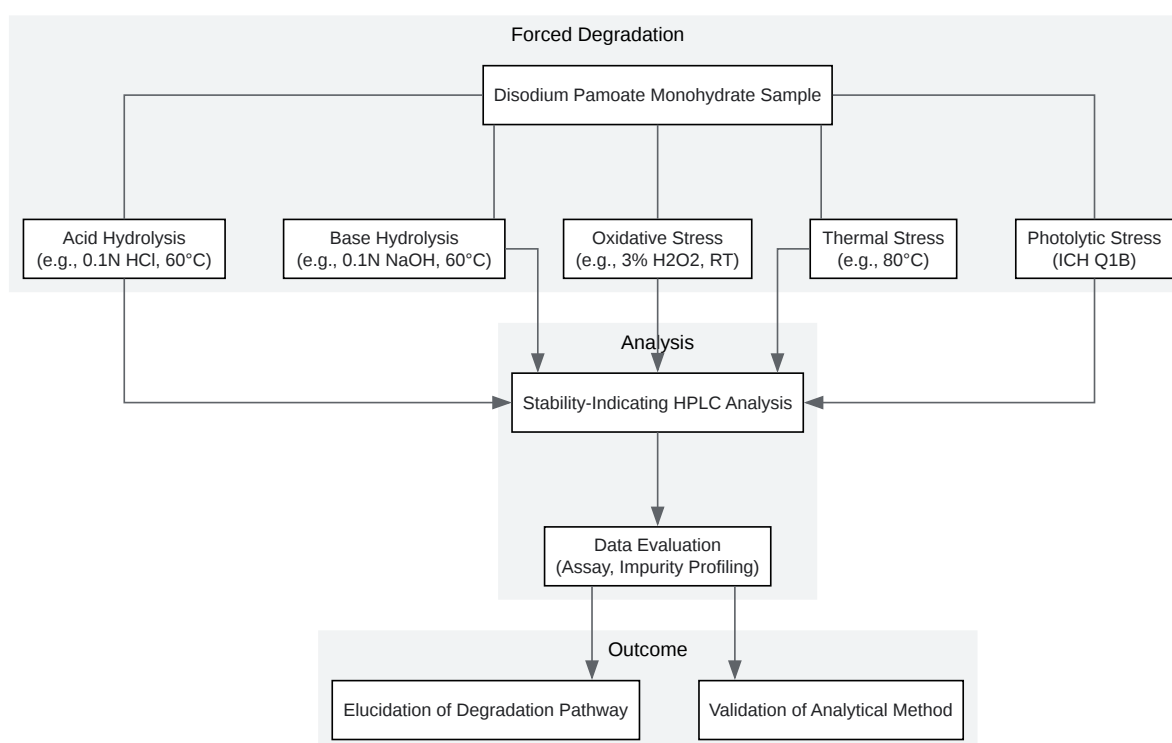 Forced Degradation
Disodium Pamoate Monohydrate Sample
Acid Hydrolysis
(e.g., 0.1N HCl, 60°C)
Base Hydrolysis
(e.g., 0.1N NaOH, 60°C)
Oxidative Stress
(e.g., 3% H2O2, RT)
Thermal Stress
(e.g., 80°C)
Photolytic Stress
(ICH Q1B)
Analysis
Stability-Indicating HPLC Analysis
Data Evaluation
(Assay, Impurity Profiling)
Outcome
Elucidation of Degradation Pathway
Validation of Analytical Method